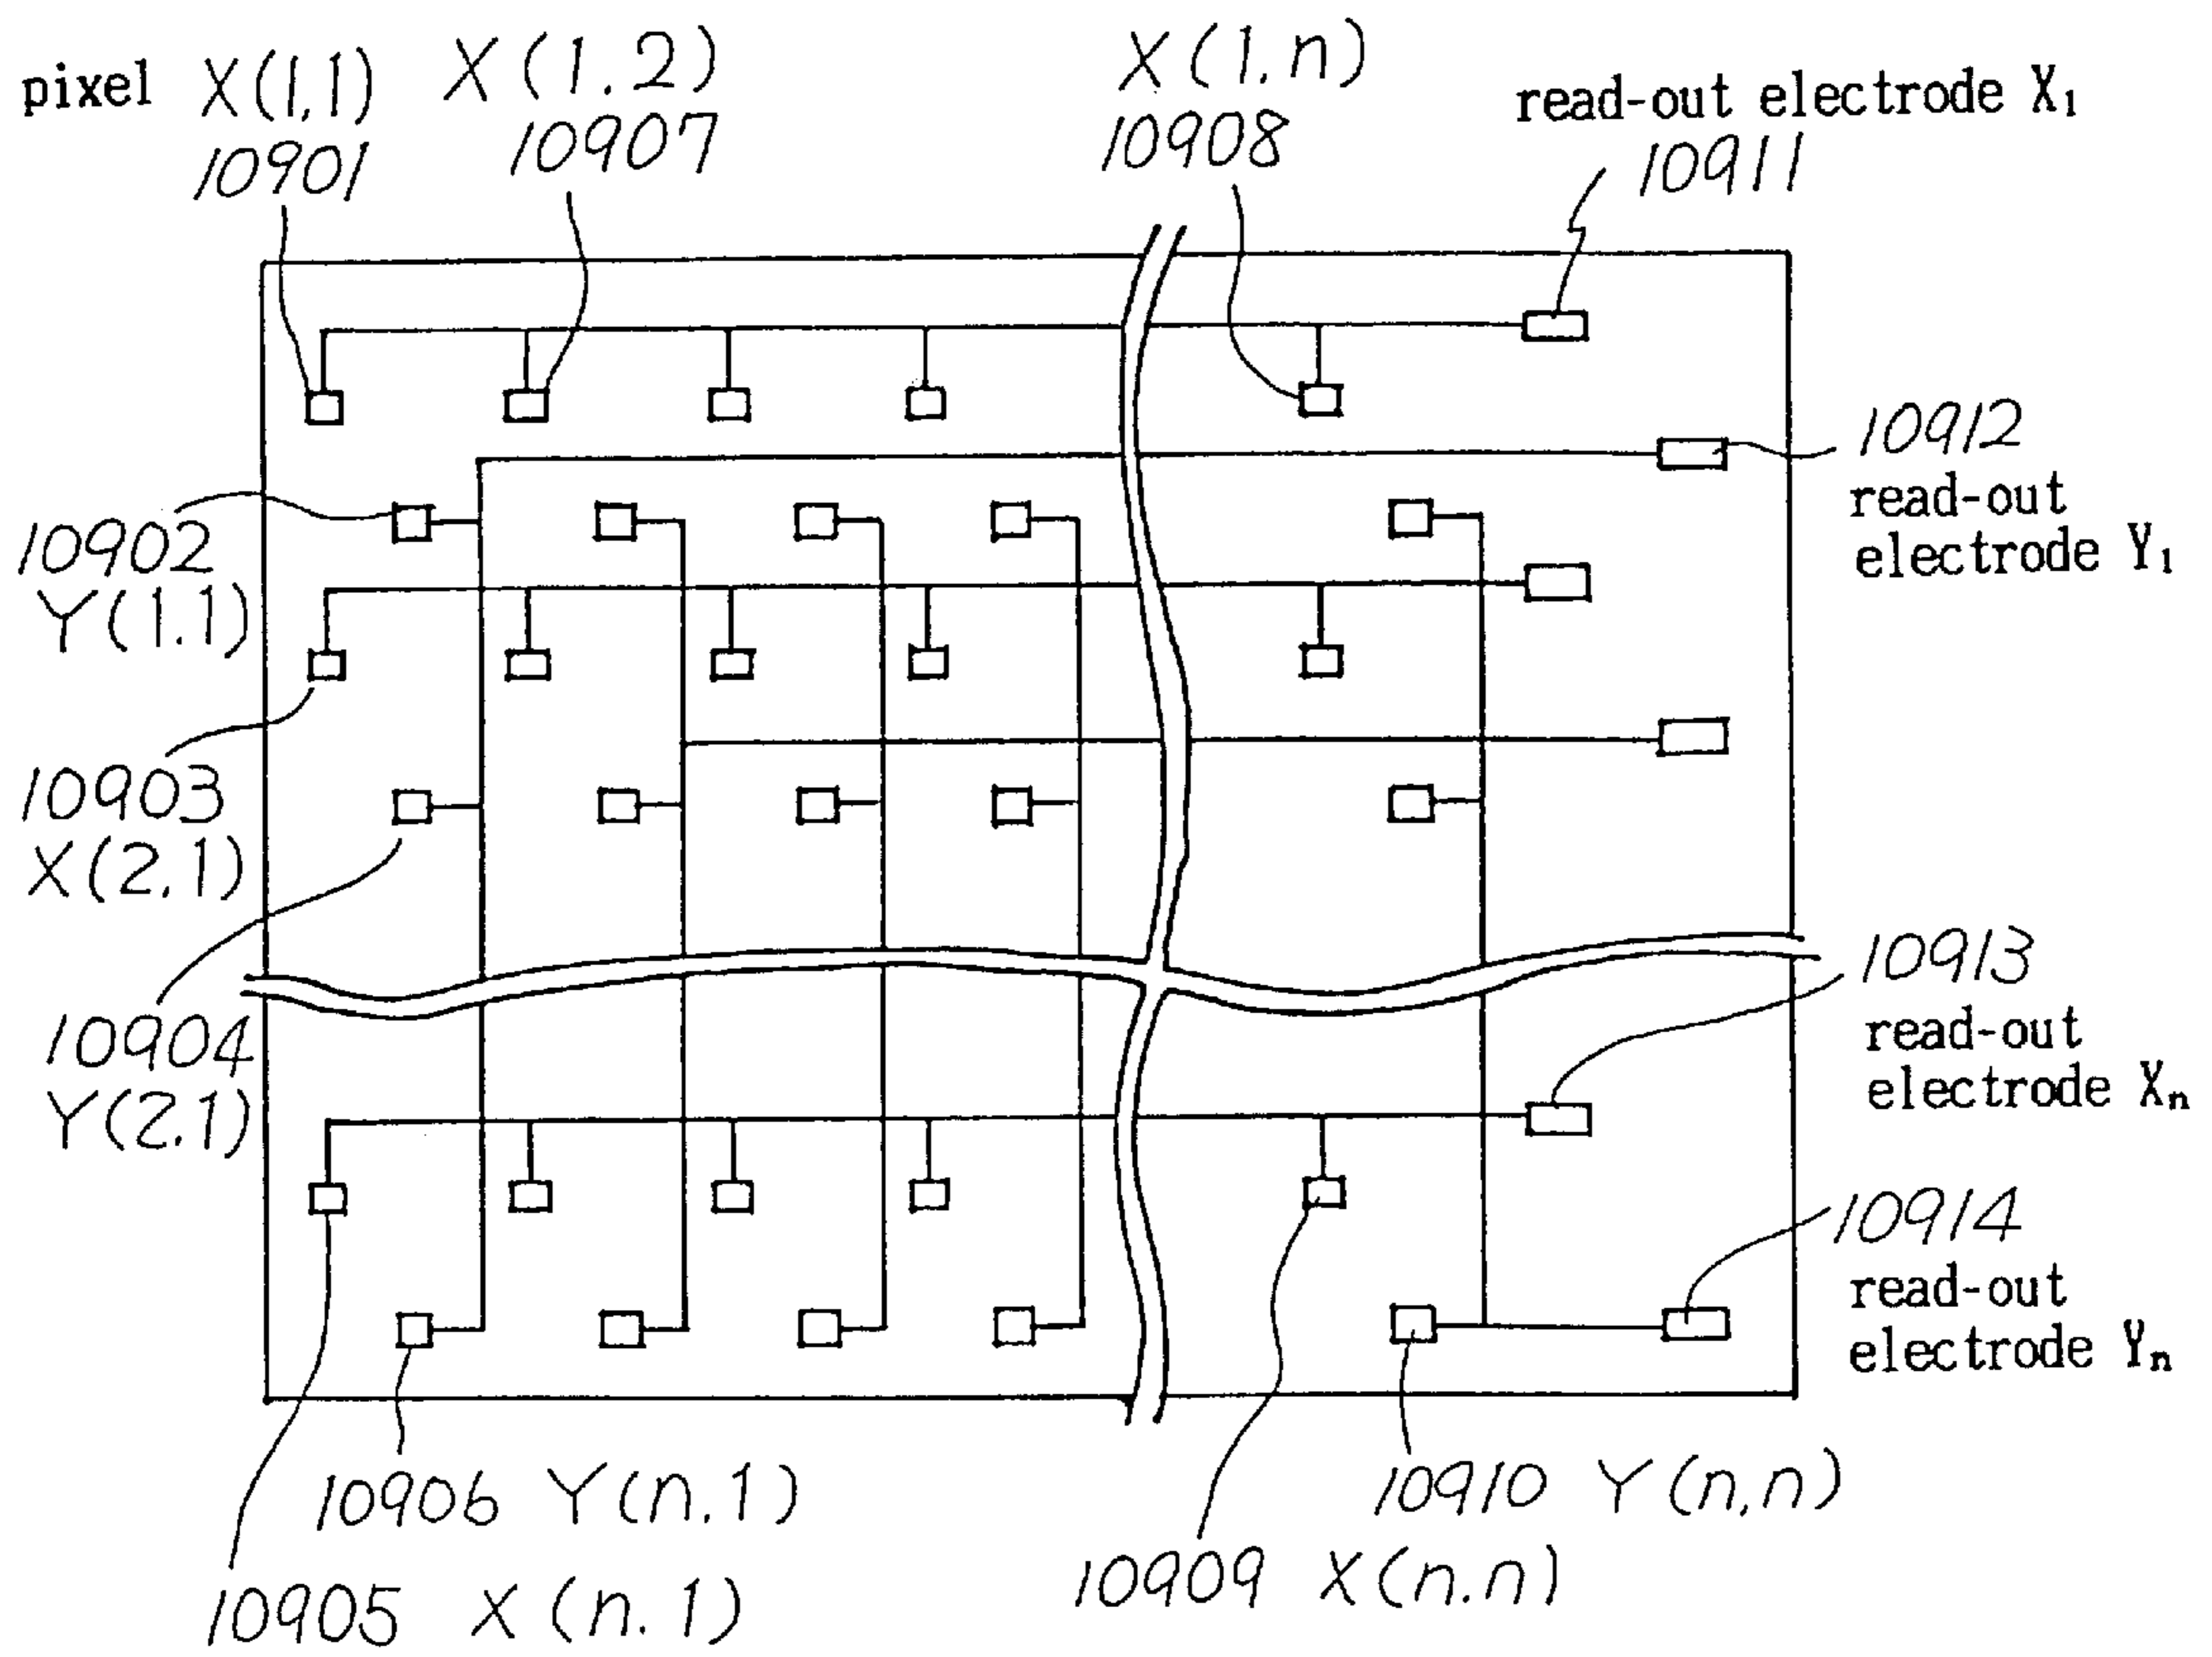 pixel X(1,1) X(1.2) X(1,n)
10901 10907 10908
read-out electrode X₁
10911
10912
read-out
electrode Y₁
10902
Y(1.1)
10903
X(2.1)
10904
Y(2.1)
10913
read-out
electrode Xₙ
10914
read-out
electrode Yₙ
10906 Y(n.1)
10910 Y(n,n)
10905 X(n.1)
10909 X(n.n)